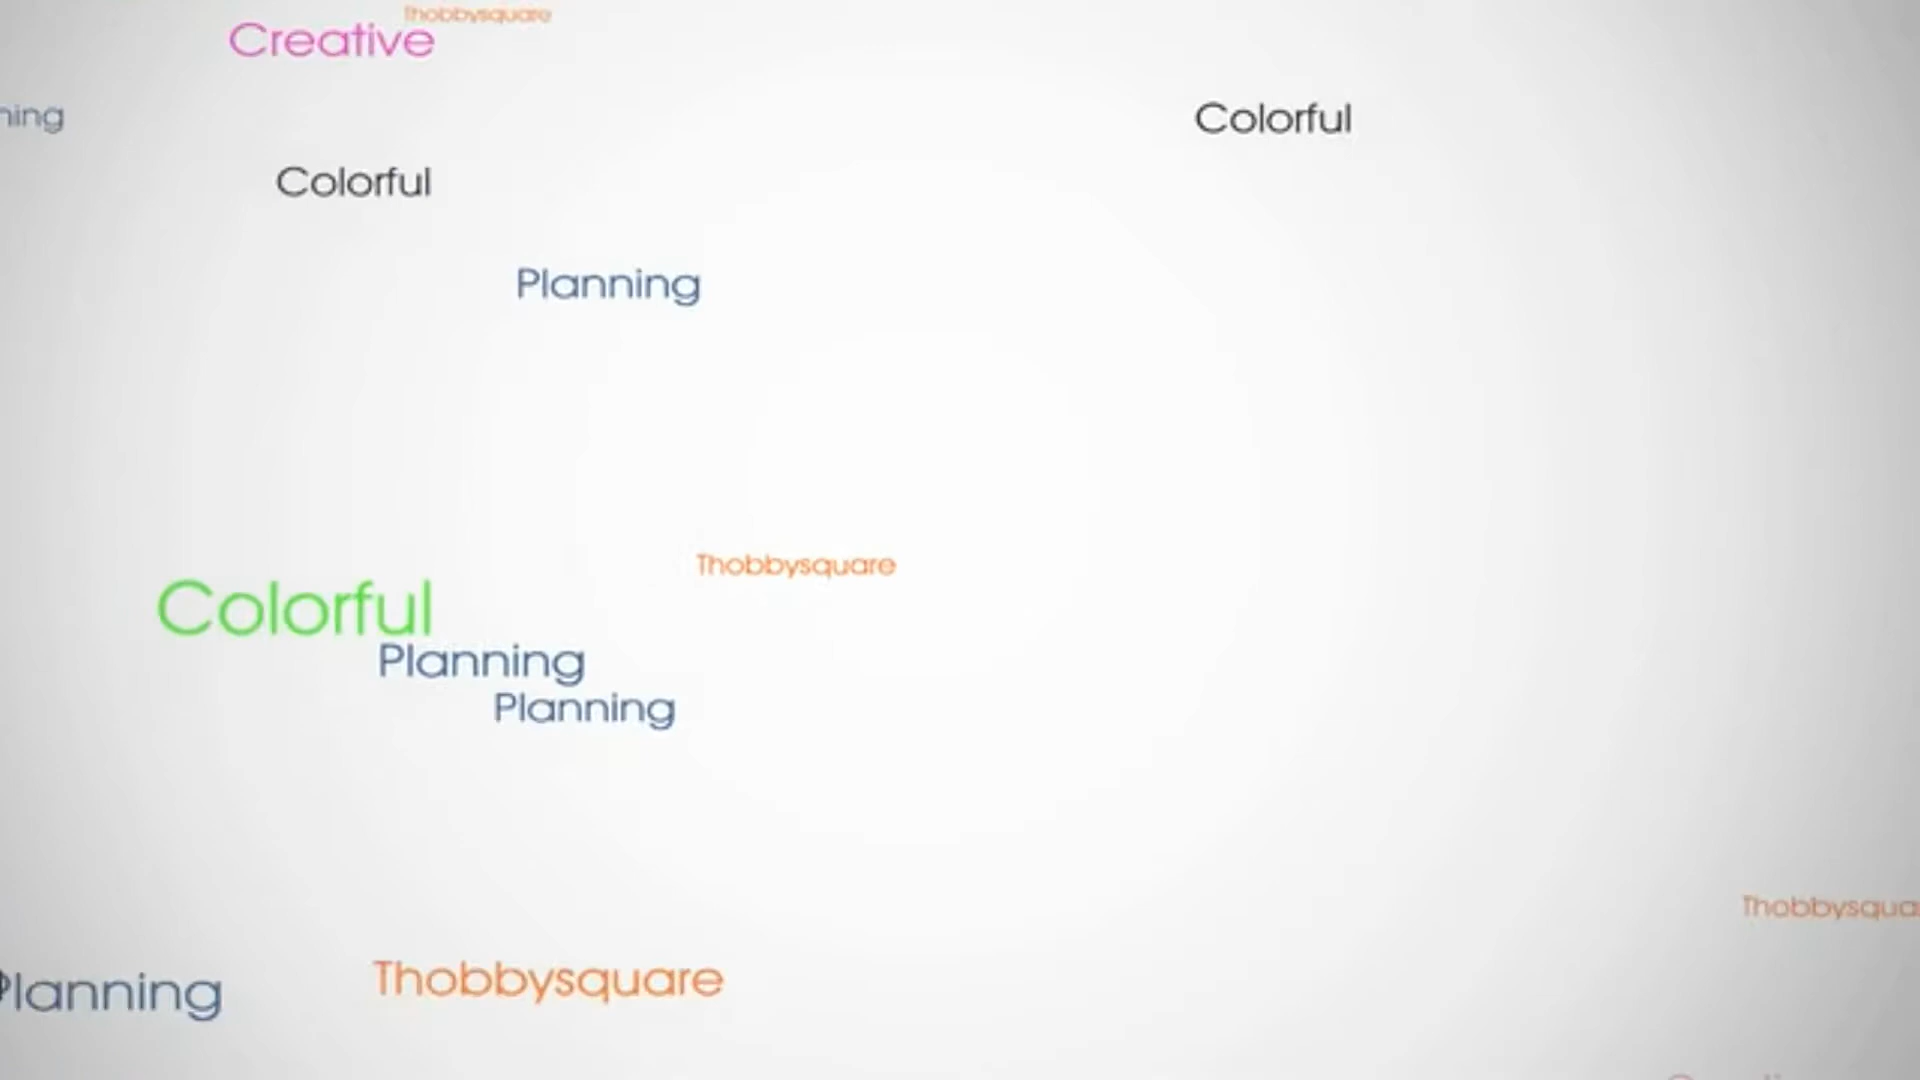 Thobbysquare
Creative
ning
Colorful
Colorful
Planning
Thobbysquare
Colorful
Planning
Planning
Thobbysqua
Planning
Thobbysquare